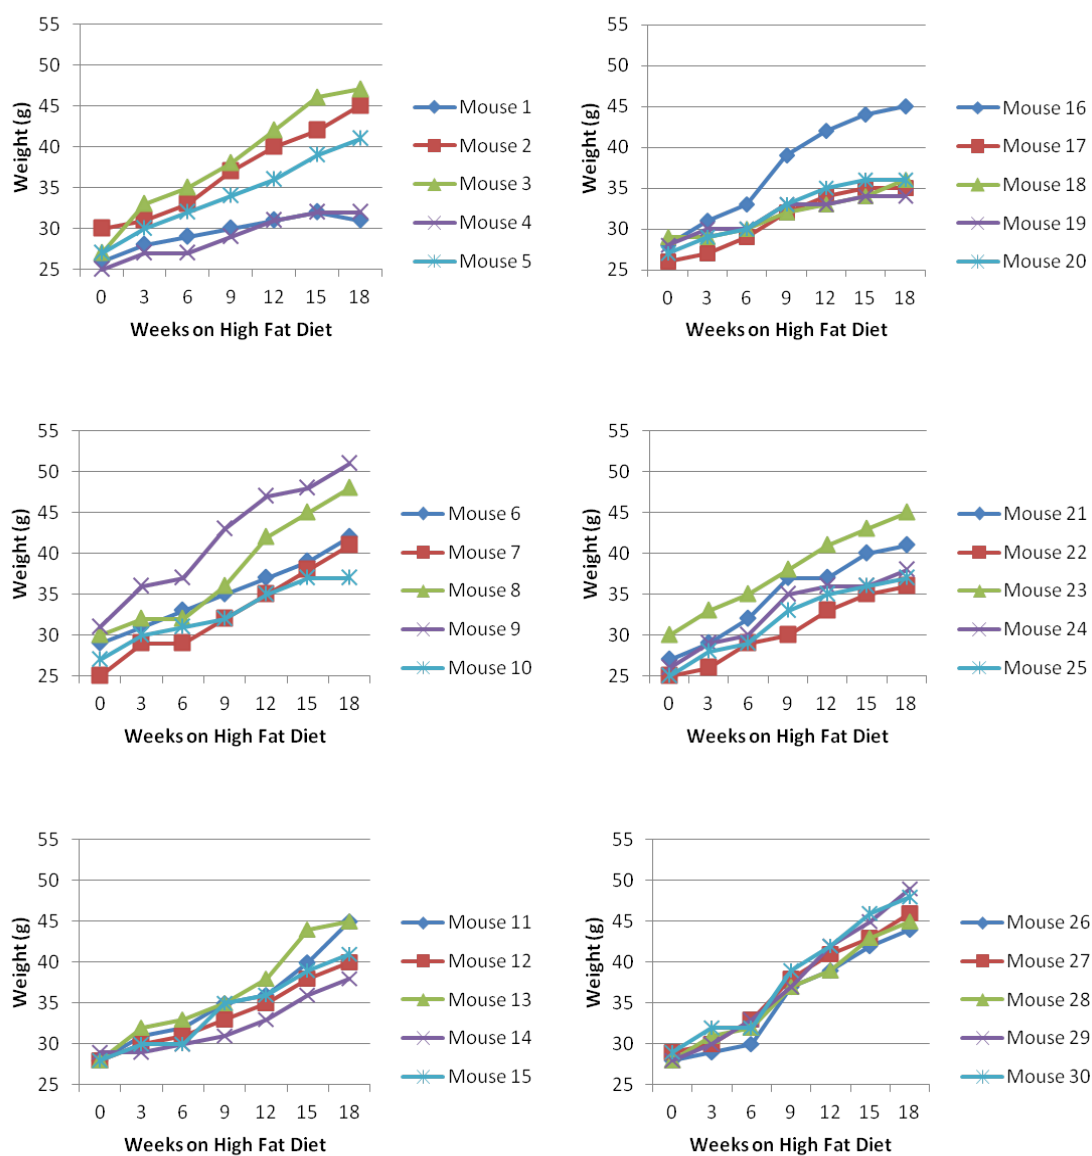 55
50
45
40
35
30
25
Weight (g)
0 3 6 9 12 15 18
Weeks on High Fat Diet
Mouse 1
Mouse 2
Mouse 3
Mouse 4
Mouse 5
55
50
45
40
35
30
25
Weight (g)
0 3 6 9 12 15 18
Weeks on High Fat Diet
Mouse 16
Mouse 17
Mouse 18
Mouse 19
Mouse 20
55
50
45
40
35
30
25
Weight (g)
0 3 6 9 12 15 18
Weeks on High Fat Diet
Mouse 6
Mouse 7
Mouse 8
Mouse 9
Mouse 10
55
50
45
40
35
30
25
Weight (g)
0 3 6 9 12 15 18
Weeks on High Fat Diet
Mouse 21
Mouse 22
Mouse 23
Mouse 24
Mouse 25
55
50
45
40
35
30
25
Weight (g)
0 3 6 9 12 15 18
Weeks on High Fat Diet
Mouse 11
Mouse 12
Mouse 13
Mouse 14
Mouse 15
55
50
45
40
35
30
25
Weight (g)
0 3 6 9 12 15 18
Weeks on High Fat Diet
Mouse 26
Mouse 27
Mouse 28
Mouse 29
Mouse 30